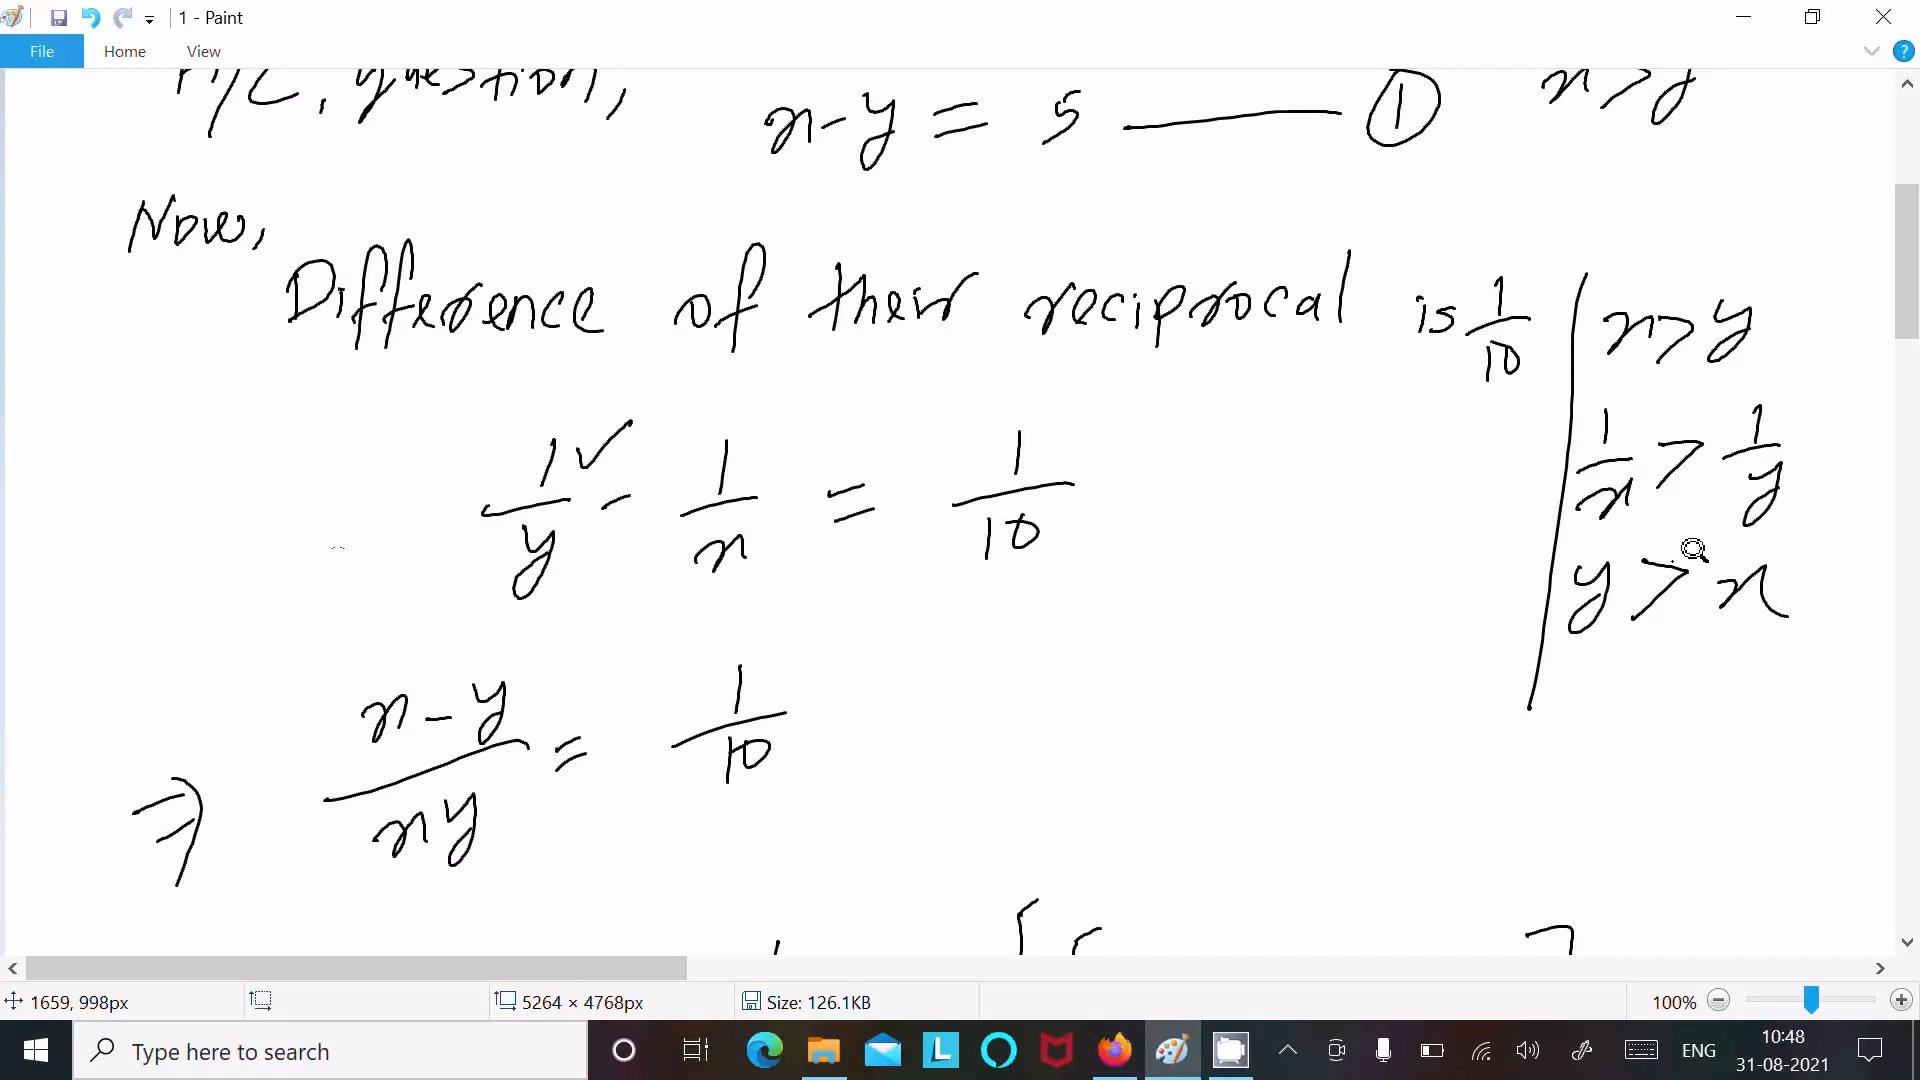 1 - Paint
File Home View
A/C, question,
x - y = 5 —— ① x > y
Now,
Difference of their reciprocal is 1/10
x > y
1/y ✓ - 1/x = 1/10
1/x > 1/y
y > x
⇒ x - y / xy = 1/10
1659, 998px 5264 × 4768px Size: 126.1KB 100%
Type here to search
ENG
10:48
31-08-2021